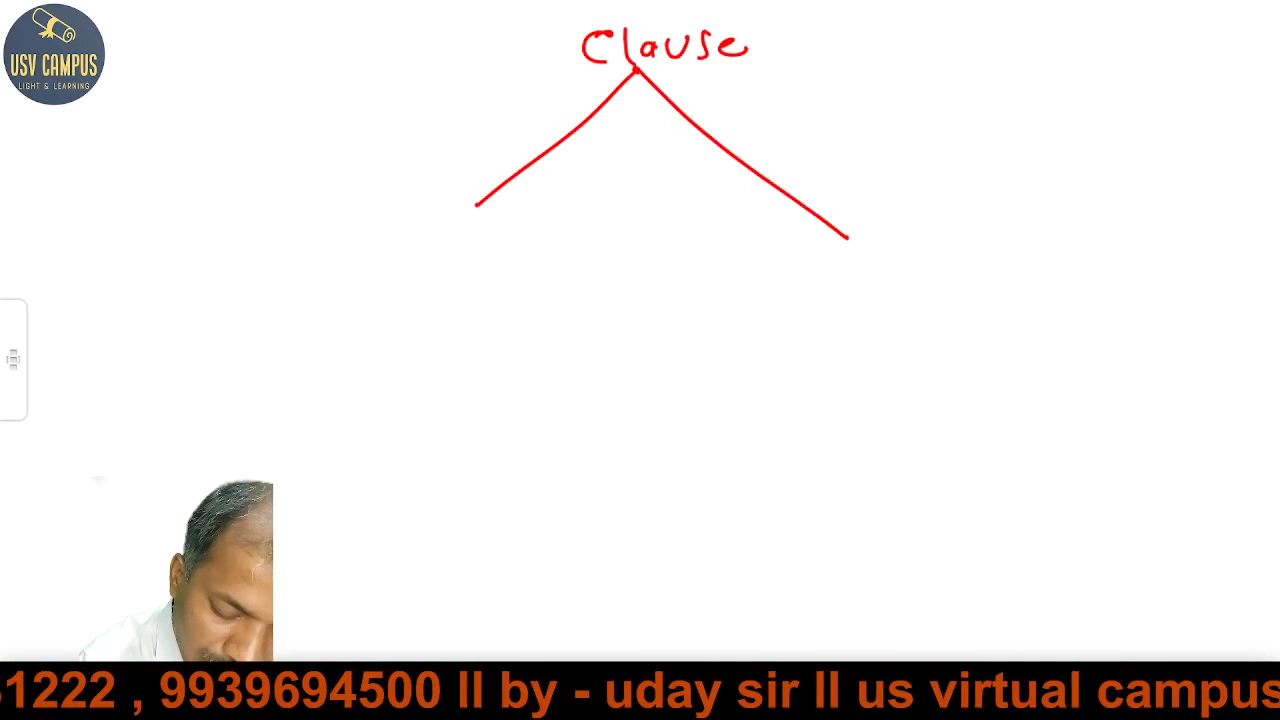 Clause
USV CAMPUS
LIGHT & LEARNING
1222 , 9939694500 ll by - uday sir ll us virtual campus